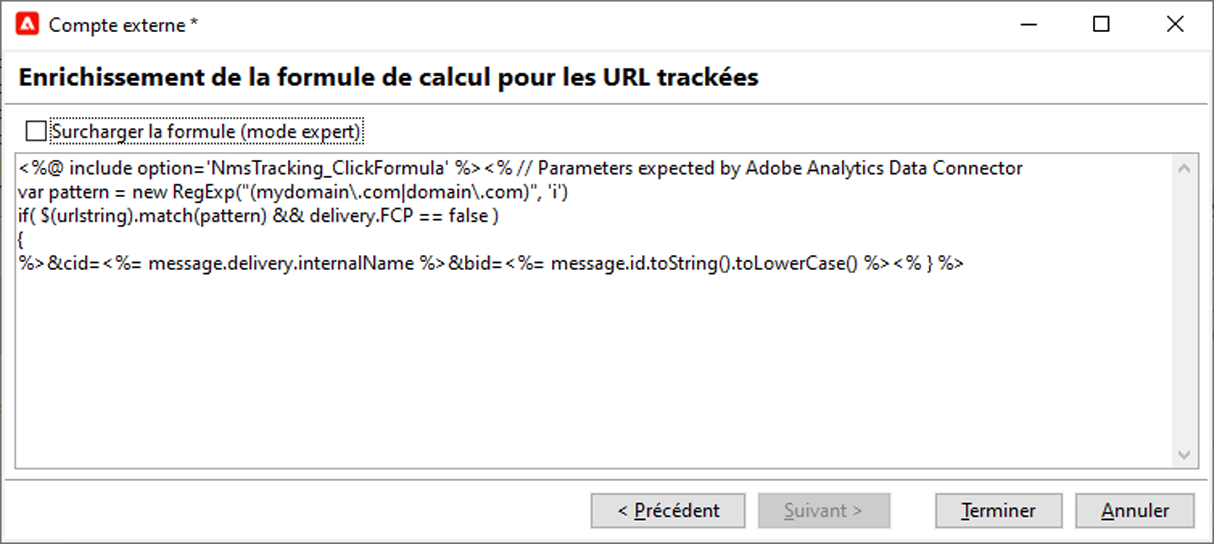 Compte externe *
Enrichissement de la formule de calcul pour les URL trackées
Surcharger la formule (mode expert)
<%@ include option='NmsTracking_ClickFormula' %><% // Parameters expected by Adobe Analytics Data Connector
var pattern = new RegExp("(mydomain\.com|domain\.com)", 'i')
if( $(urlstring).match(pattern) && delivery.FCP == false )
{
%>&cid=<%= message.delivery.internalName %>&bid=<%= message.id.toString().toLowerCase() %><% } %>
< Précédent Suivant > Terminer Annuler